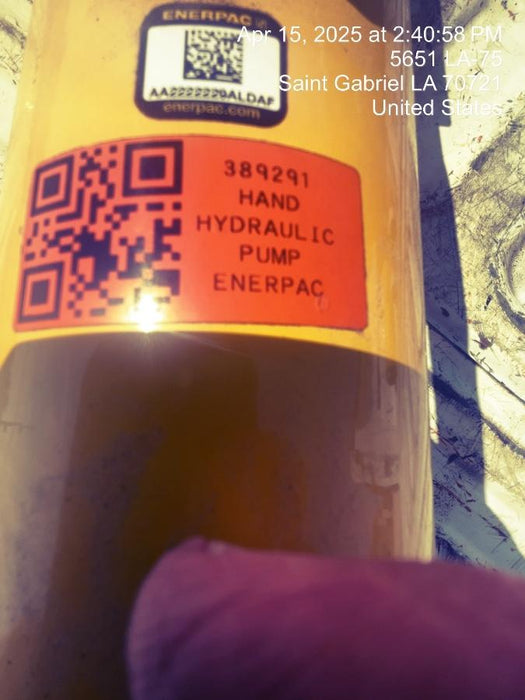 ENERPAC
AA2222229ALDAF
enerpac.com
Apr 15, 2025 at 2:40:58 PM
5651 LA-75
Saint Gabriel LA 70721
United States
389291
HAND
HYDRAULIC
PUMP
ENERPAC